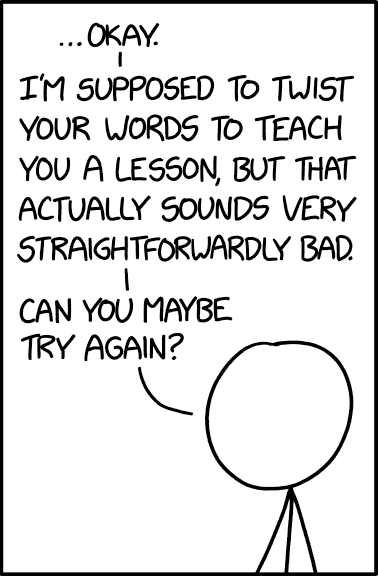 ...OKAY.
I'M SUPPOSED TO TWIST
YOUR WORDS TO TEACH
YOU A LESSON, BUT THAT
ACTUALLY SOUNDS VERY
STRAIGHTFORWARDLY BAD.
CAN YOU MAYBE
TRY AGAIN?